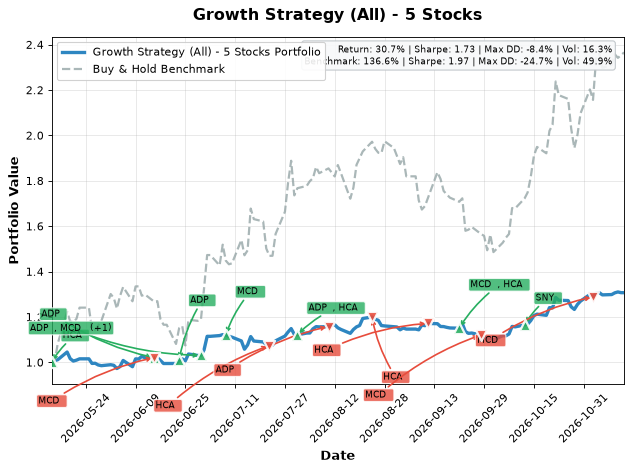 Growth Strategy (All) - 5 Stocks
Growth Strategy (All) - 5 Stocks Portfolio
Buy & Hold Benchmark
Return: 30.7% | Sharpe: 1.73 | Max DD: -8.4% | Vol: 16.3%
Benchmark: 136.6% | Sharpe: 1.97 | Max DD: -24.7% | Vol: 49.9%
Portfolio Value
2.4
2.2
2.0
1.8
1.6
1.4
1.2
1.0
ADP
ADP , MCD (+1)
HCA
ADP
MCD
ADP , HCA
MCD , HCA
SNY
MCD
HCA
ADP
HCA
HCA
MCD
MCD
2026-05-24
2026-06-09
2026-06-25
2026-07-11
2026-07-27
2026-08-12
2026-08-28
2026-09-13
2026-09-29
2026-10-15
2026-10-31
Date